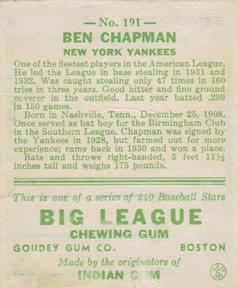 — No. 191—
BEN CHAPMAN
NEW YORK YANKEES
One of the fleetest players in the American League.
He led the League in base stealing in 1931 and
1932. Was caught stealing only 47 times in 160
tries in three years. Good hitter and fine ground
coverer in the outfield. Last year batted .299
in 150 games.
Born in Nashville, Tenn., December 25, 1908.
Once served as bat boy for the Birmingham Club
in the Southern League. Chapman was signed by
the Yankees in 1928, but farmed out for more
experience; came back in 1930 and won a place.
Bats and throws right-handed, 5 feet 11½
inches tall and weighs 175 pounds.
This is one of a series of 240 Baseball Stars
BIG LEAGUE
CHEWING GUM
GOUDEY GUM CO. BOSTON
Made by the originators of
INDIAN GUM